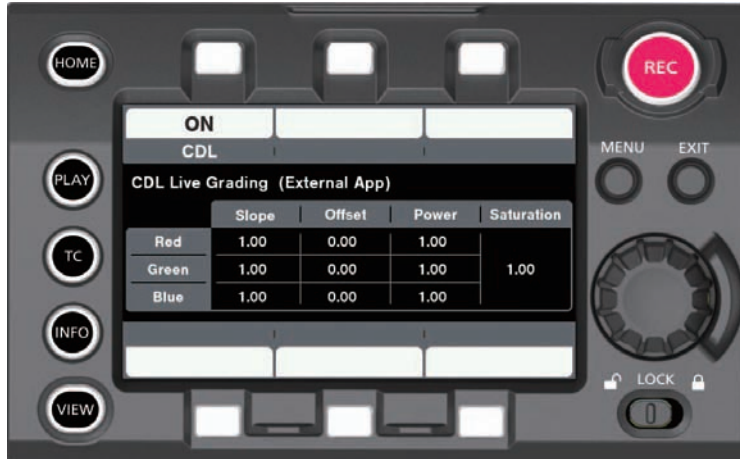 HOME
REC
ON
CDL
MENU EXIT
PLAY
CDL Live Grading (External App)
Slope Offset Power Saturation
Red 1.00 0.00 1.00
TC
Green 1.00 0.00 1.00 1.00
Blue 1.00 0.00 1.00
INFO
LOCK
VIEW
0